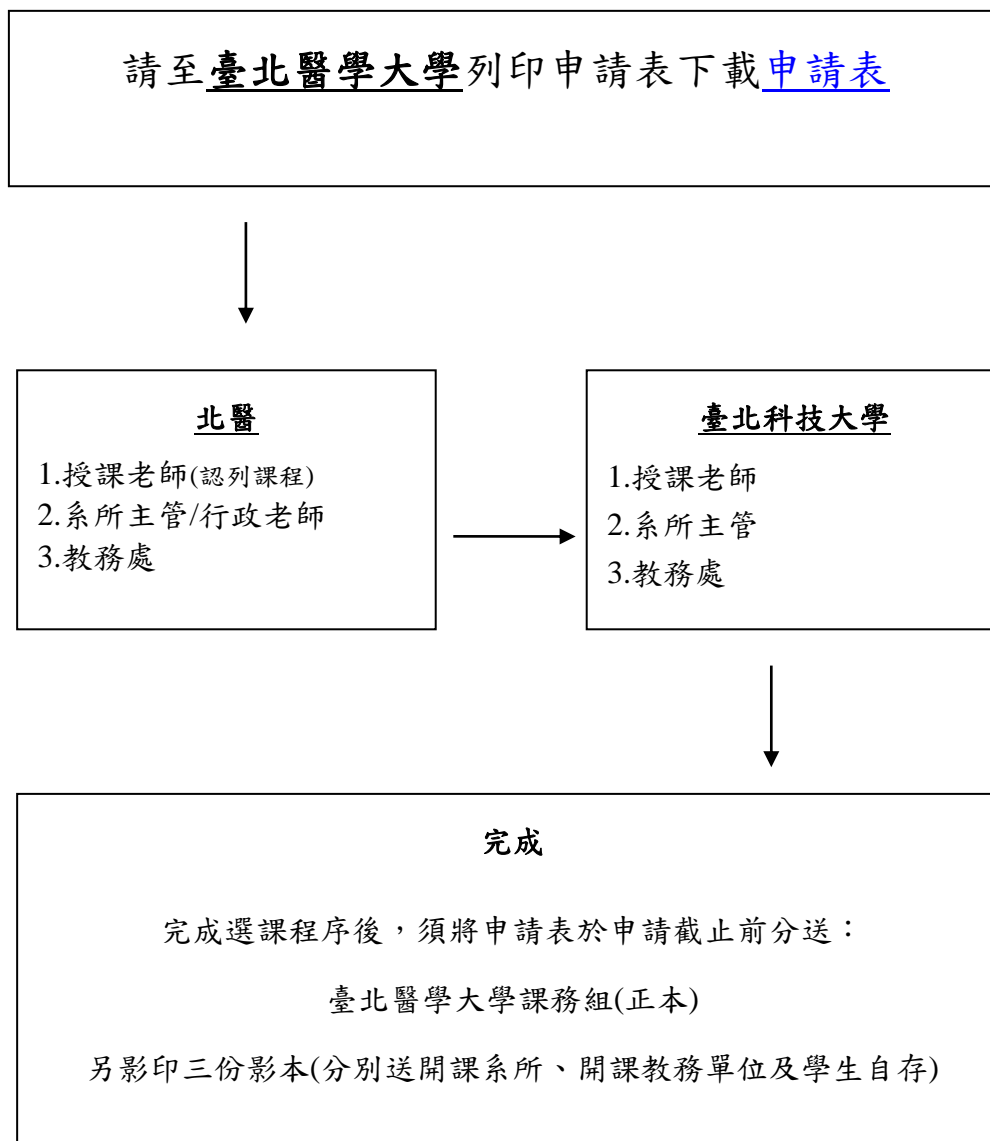 請至臺北醫學大學列印申請表下載申請表
北醫
1.授課老師(認列課程)
2.系所主管/行政老師
3.教務處
臺北科技大學
1.授課老師
2.系所主管
3.教務處
完成
完成選課程序後，須將申請表於申請截止前分送：
臺北醫學大學課務組(正本)
另影印三份影本(分別送開課系所、開課教務單位及學生自存)